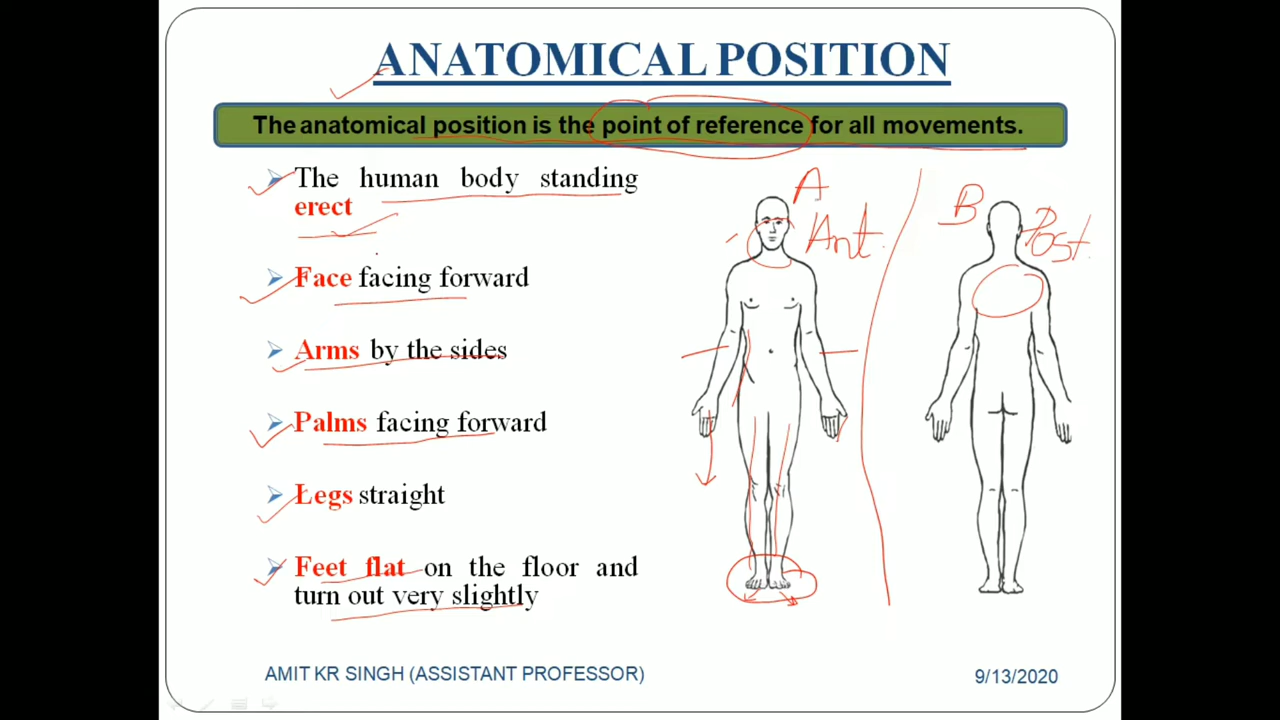 ANATOMICAL POSITION
The anatomical position is the point of reference for all movements.
The human body standing
erect
Face facing forward
Arms by the sides
Palms facing forward
Legs straight
Feet flat on the floor and
turn out very slightly
A
Ant.
B
Post.
AMIT KR SINGH (ASSISTANT PROFESSOR)
9/13/2020